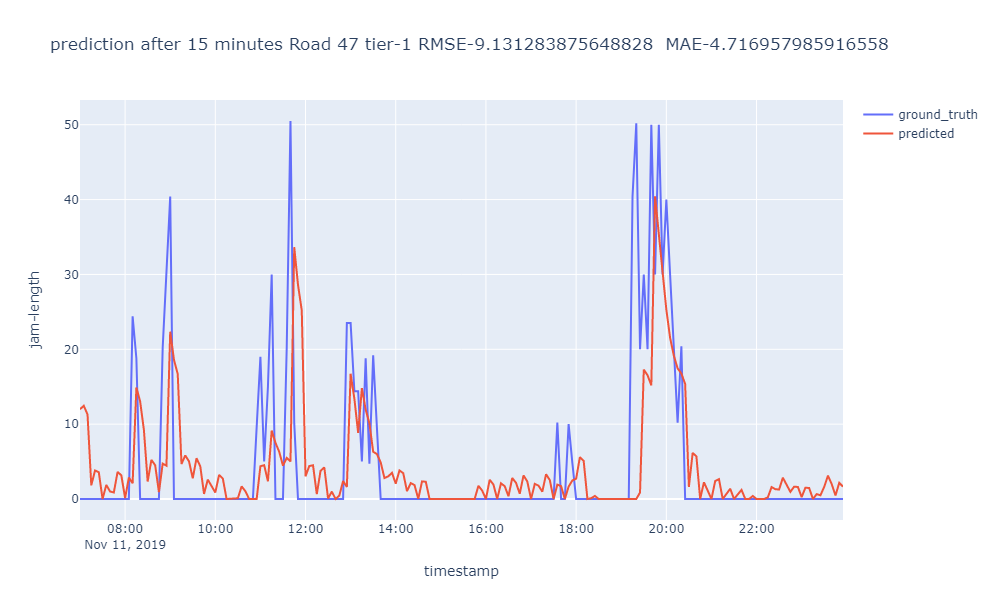 prediction after 15 minutes Road 47 tier-1 RMSE-9.131283875648828  MAE-4.716957985916558
ground_truth
predicted
50
40
30
20
10
0
jam-length
08:00 10:00 12:00 14:00 16:00 18:00 20:00 22:00
Nov 11, 2019
timestamp